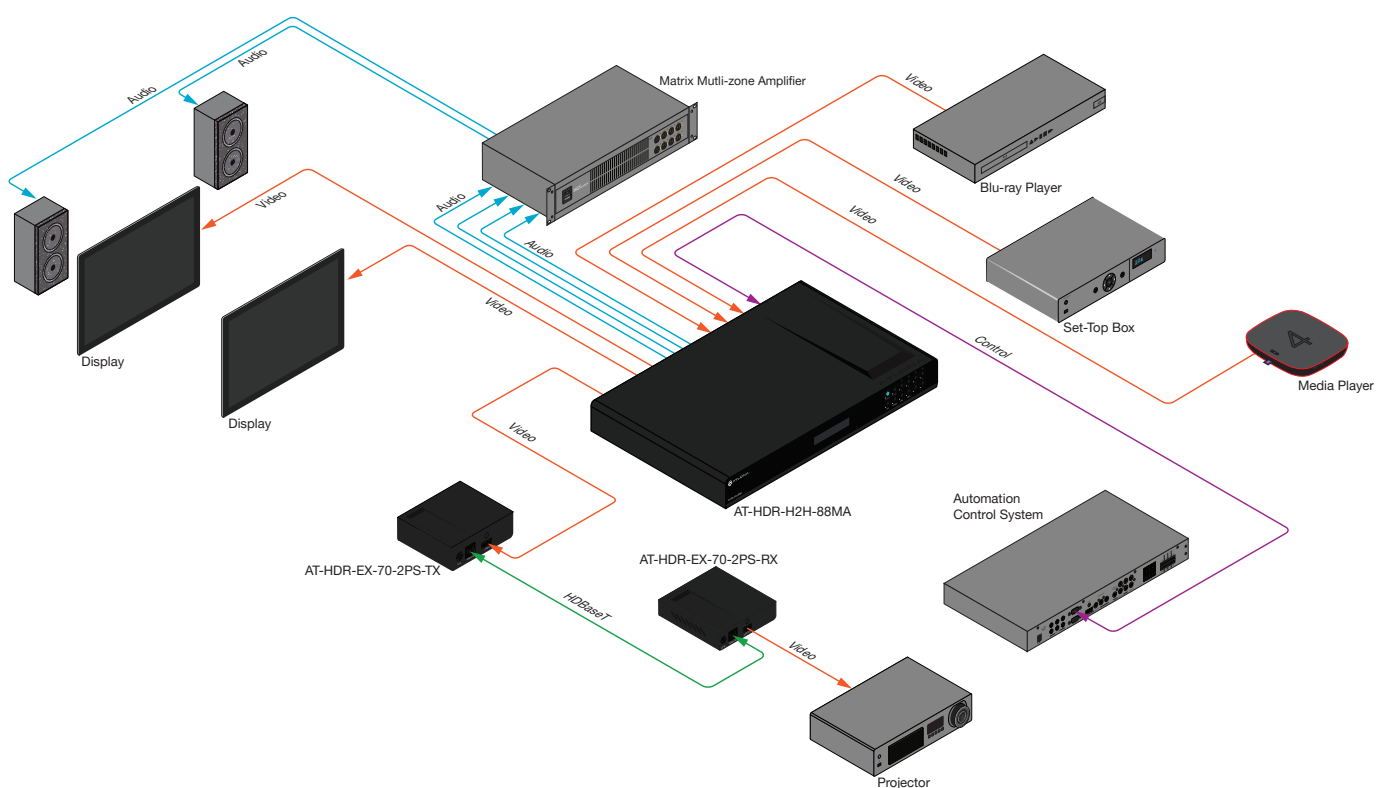 Audio
Audio
Matrix Mutli-zone Amplifier
Video
Blu-ray Player
Video
Audio
Video
Video
Audio
Video
Set-Top Box
Control
Display
Media Player
Display
Video
Automation
Control System
AT-HDR-H2H-88MA
AT-HDR-EX-70-2PS-TX
AT-HDR-EX-70-2PS-RX
HDBaseT
Video
Projector
4